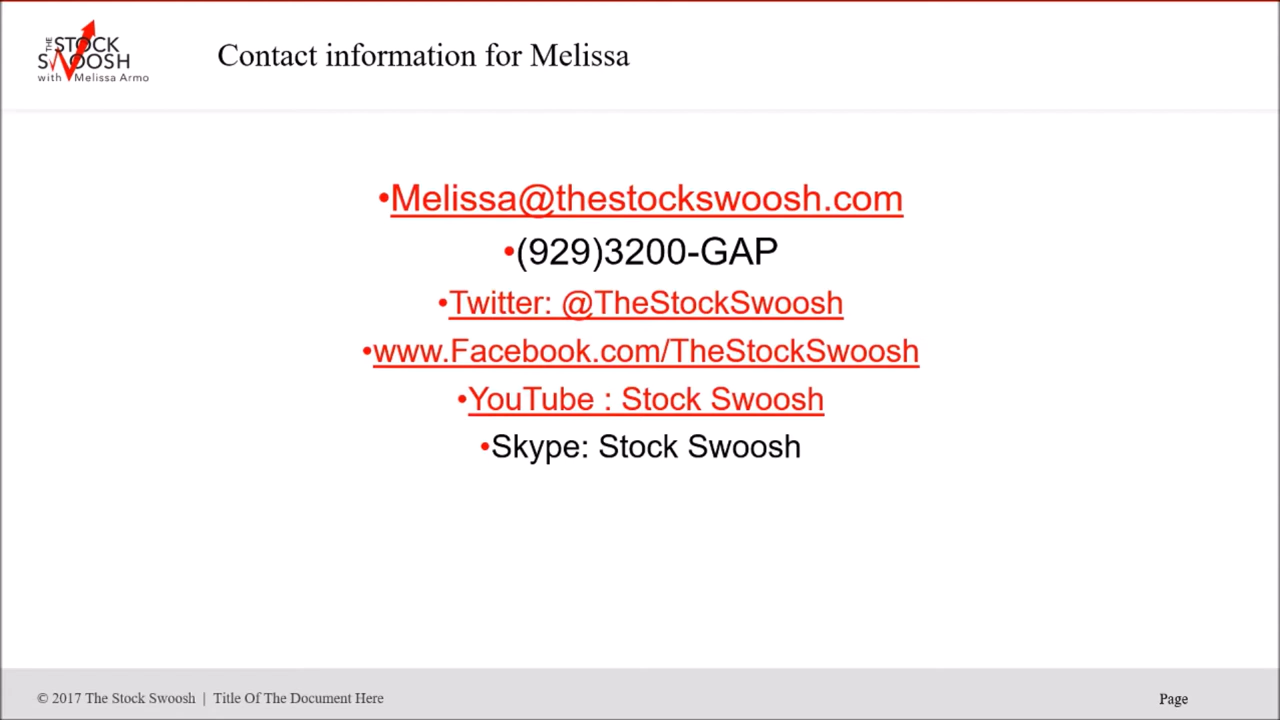 THE STOCK
SWOOSH
with Melissa Armo
Contact information for Melissa
•Melissa@thestockswoosh.com
•(929)3200-GAP
•Twitter: @TheStockSwoosh
•www.Facebook.com/TheStockSwoosh
•YouTube : Stock Swoosh
•Skype: Stock Swoosh
© 2017 The Stock Swoosh | Title Of The Document Here
Page